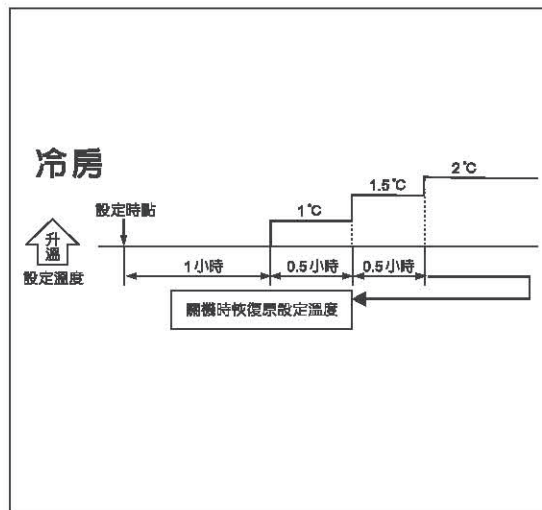 冷房
2℃
1.5℃
1℃
設定時點
升
溫
設定溫度
1小時
0.5小時
0.5小時
關機時恢復原設定溫度